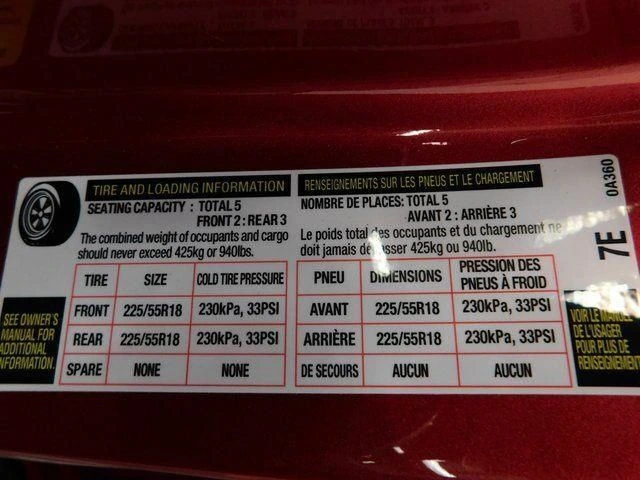 TIRE AND LOADING INFORMATION
SEATING CAPACITY : TOTAL 5
FRONT 2 : REAR 3
The combined weight of occupants and cargo
should never exceed 425kg or 940lbs.
TIRE SIZE COLD TIRE PRESSURE
FRONT 225/55R18 230kPa, 33PSI
REAR 225/55R18 230kPa, 33PSI
SPARE NONE NONE
SEE OWNER'S
MANUAL FOR
ADDITIONAL
INFORMATION.
RENSEIGNEMENTS SUR LES PNEUS ET LE CHARGEMENT
NOMBRE DE PLACES: TOTAL 5
AVANT 2 : ARRIÈRE 3
Le poids total des occupants et du chargement ne
doit jamais dépasser 425kg ou 940lb.
PNEU DIMENSIONS PRESSION DES
PNEUS À FROID
AVANT 225/55R18 230kPa, 33PSI
ARRIÈRE 225/55R18 230kPa, 33PSI
DE SECOURS AUCUN AUCUN
VOIR LE MANUEL
DE L'USAGER
POUR PLUS DE
RENSEIGNEMENT
7E
0A360